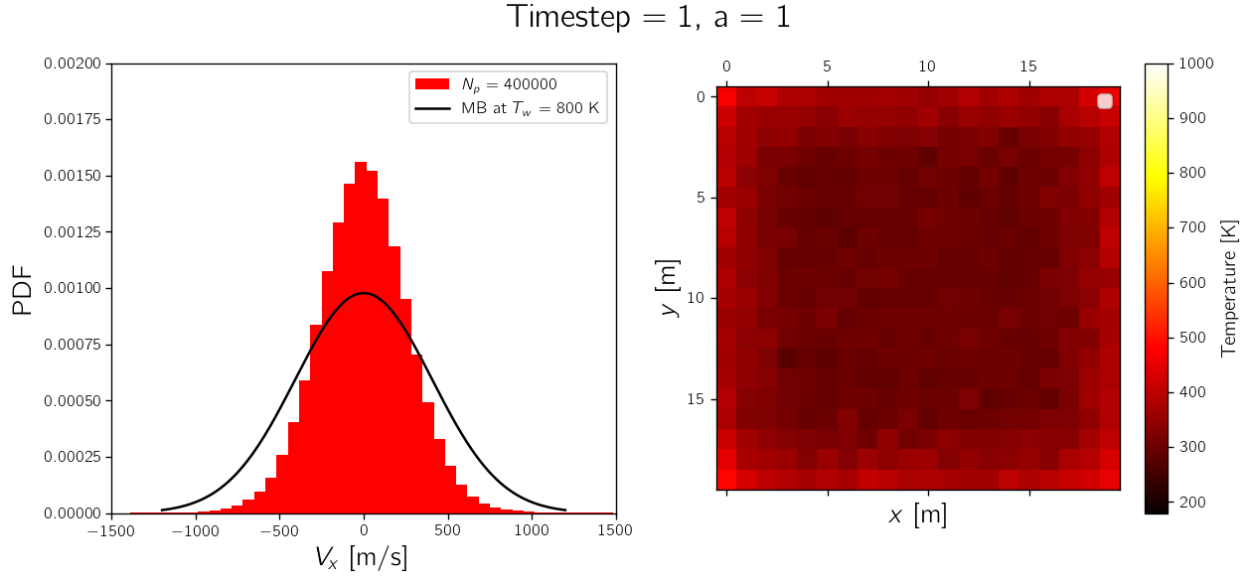 Timestep = 1, a = 1
0.00200
0.00175
0.00150
0.00125
0.00100
0.00075
0.00050
0.00025
0.00000
PDF
−1500 −1000 −500 0 500 1000 1500
V_x [m/s]
N_p = 400000
MB at T_w = 800 K
0 5 10 15
0
5
10
15
y [m]
x [m]
1000
900
800
700
600
500
400
300
200
Temperature [K]